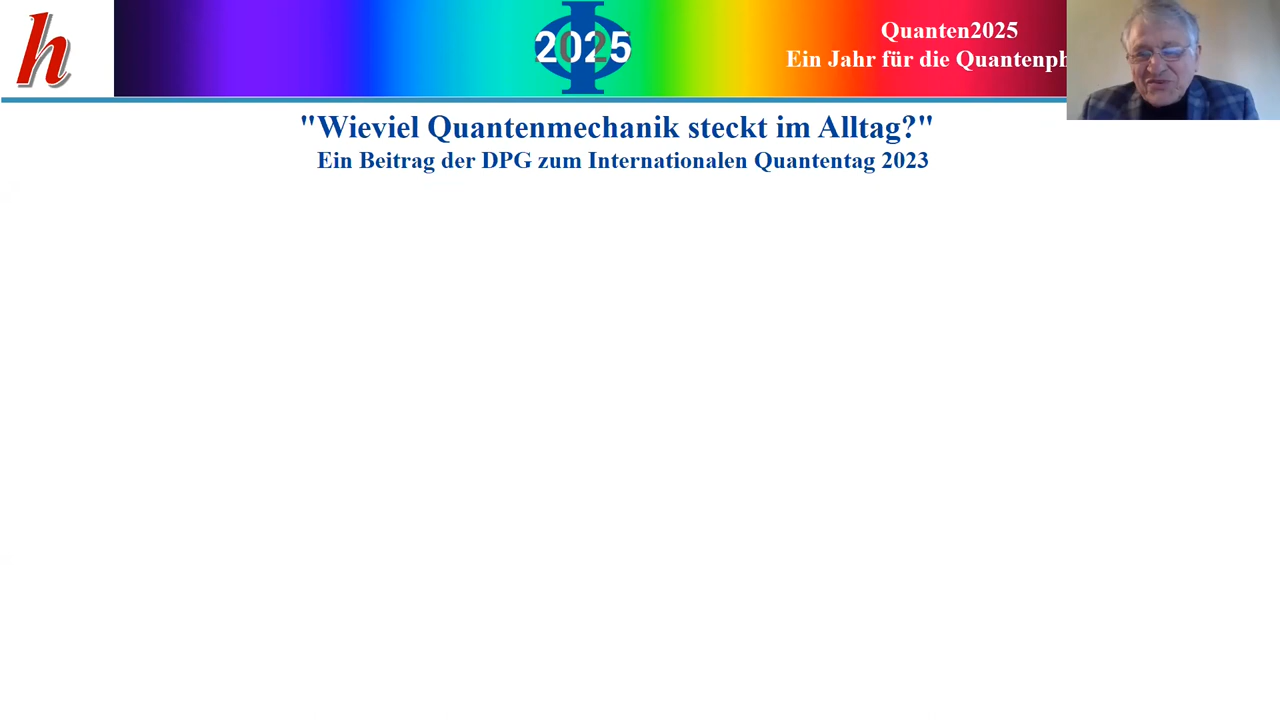 h
2025
Quanten2025
Ein Jahr für die
"Wieviel Quantenmechanik steckt im Alltag?"
Ein Beitrag der DPG zum Internationalen Quantentag 2023